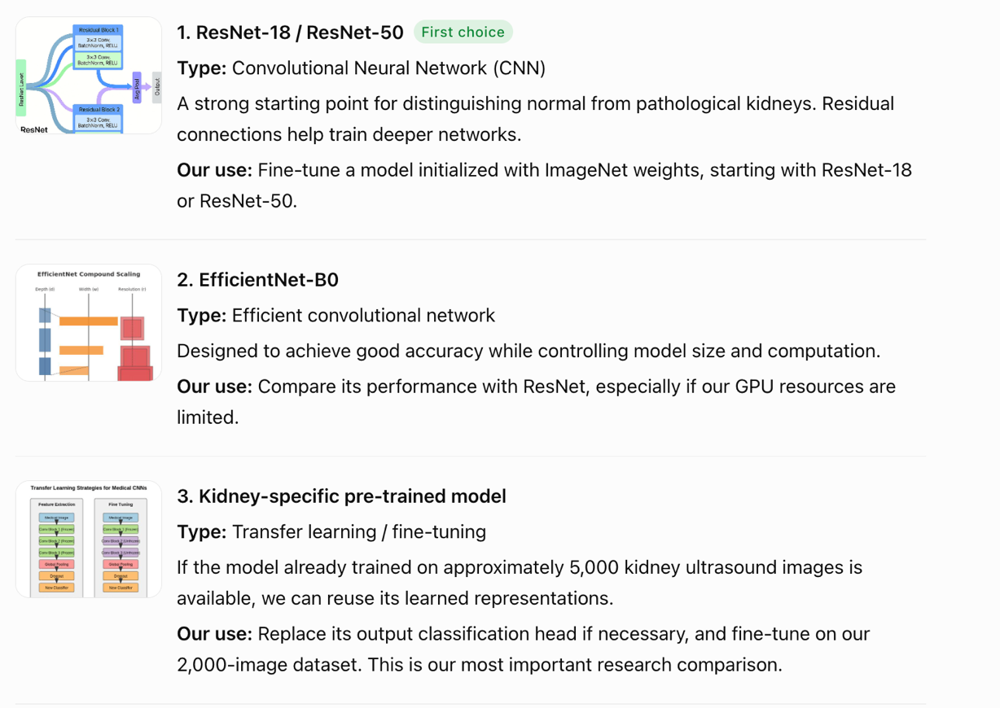 Residual Block 1
3×3 Conv.
BatchNorm, RELU
3×3 Conv.
BatchNorm, RELU
ResNet Layer
Avg Pool
Output
Residual Block 2
3×3 Conv.
BatchNorm, RELU
ResNet
1. ResNet-18 / ResNet-50 First choice
Type: Convolutional Neural Network (CNN)
A strong starting point for distinguishing normal from pathological kidneys. Residual
connections help train deeper networks.
Our use: Fine-tune a model initialized with ImageNet weights, starting with ResNet-18
or ResNet-50.
EfficientNet Compound Scaling
Depth (d) Width (w) Resolution (r)
2. EfficientNet-B0
Type: Efficient convolutional network
Designed to achieve good accuracy while controlling model size and computation.
Our use: Compare its performance with ResNet, especially if our GPU resources are
limited.
Transfer Learning Strategies for Medical CNNs
Feature Extraction Fine Tuning
Medical Image Medical Image
Conv Block 1 (Frozen) Conv Block 1 (Frozen)
Conv Block 2 (Frozen) Conv Block 2 (Unfrozen)
Conv Block 3 (Frozen) Conv Block 3 (Unfrozen)
Global Pooling Global Pooling
Dropout Dropout
New Classifier New Classifier
3. Kidney-specific pre-trained model
Type: Transfer learning / fine-tuning
If the model already trained on approximately 5,000 kidney ultrasound images is
available, we can reuse its learned representations.
Our use: Replace its output classification head if necessary, and fine-tune on our
2,000-image dataset. This is our most important research comparison.